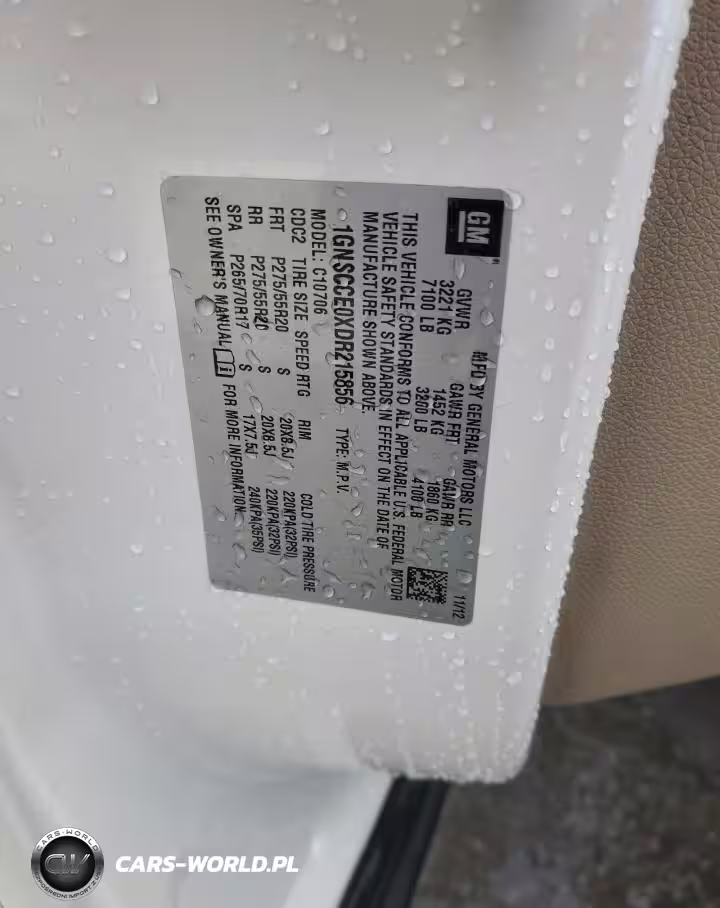 GM
MFD BY GENERAL MOTORS LLC 11/12
GVWR GAWR FRT GAWR RR
3221 KG 1452 KG 1860 KG
7100 LB 3200 LB 4100 LB
THIS VEHICLE CONFORMS TO ALL APPLICABLE U.S. FEDERAL MOTOR
VEHICLE SAFETY STANDARDS IN EFFECT ON THE DATE OF
MANUFACTURE SHOWN ABOVE.
1GNSCCE0XDR215856 TYPE: M.P.V.
MODEL: C10706
CDC2 TIRE SIZE SPEED RTG RIM COLD TIRE PRESSURE
FRT P275/55R20 S 20X8.5J 220KPA(32PSI)
RR P275/55R20 S 20X8.5J 220KPA(32PSI)
SPA P265/70R17 S 17X7.5J 240KPA(35PSI)
SEE OWNER'S MANUAL FOR MORE INFORMATION.
CARS-WORLD
CW
CARS-WORLD.PL